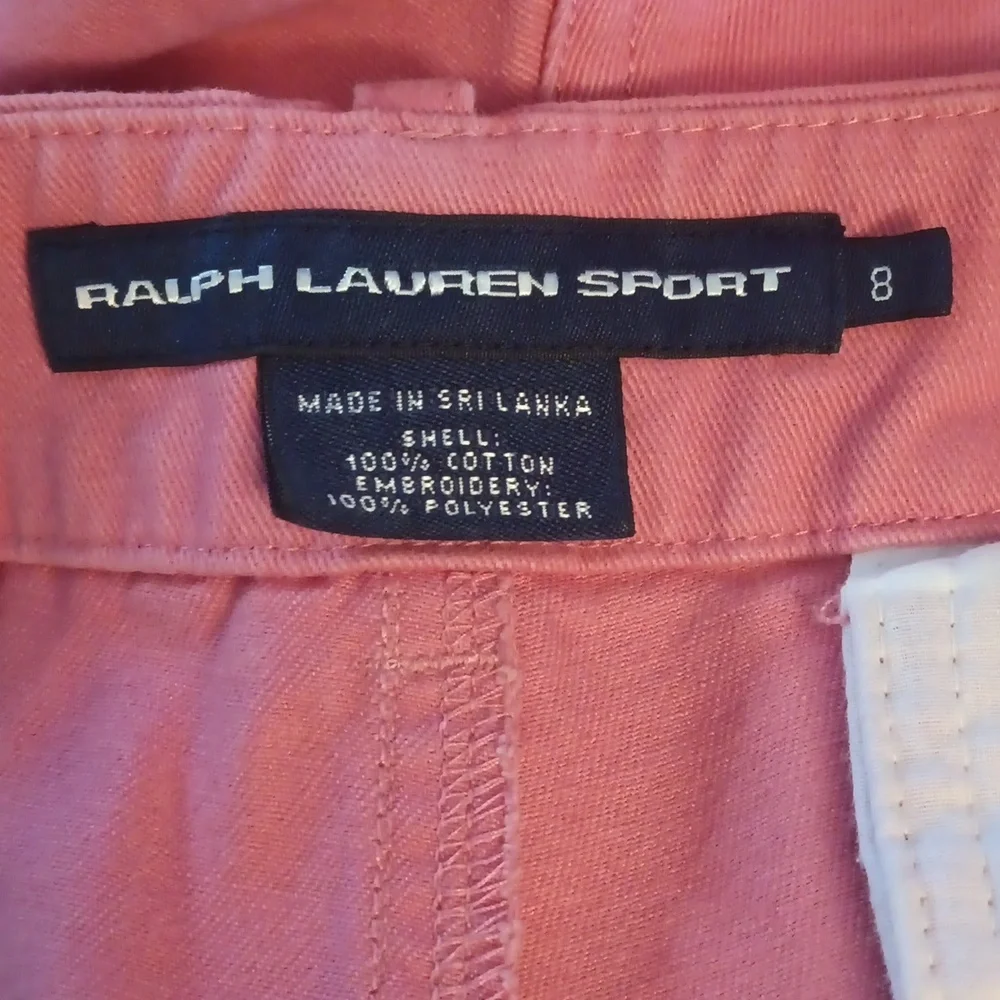 RALPH LAUREN SPORT 8
MADE IN SRI LANKA
SHELL:
100% COTTON
EMBROIDERY:
100% POLYESTER